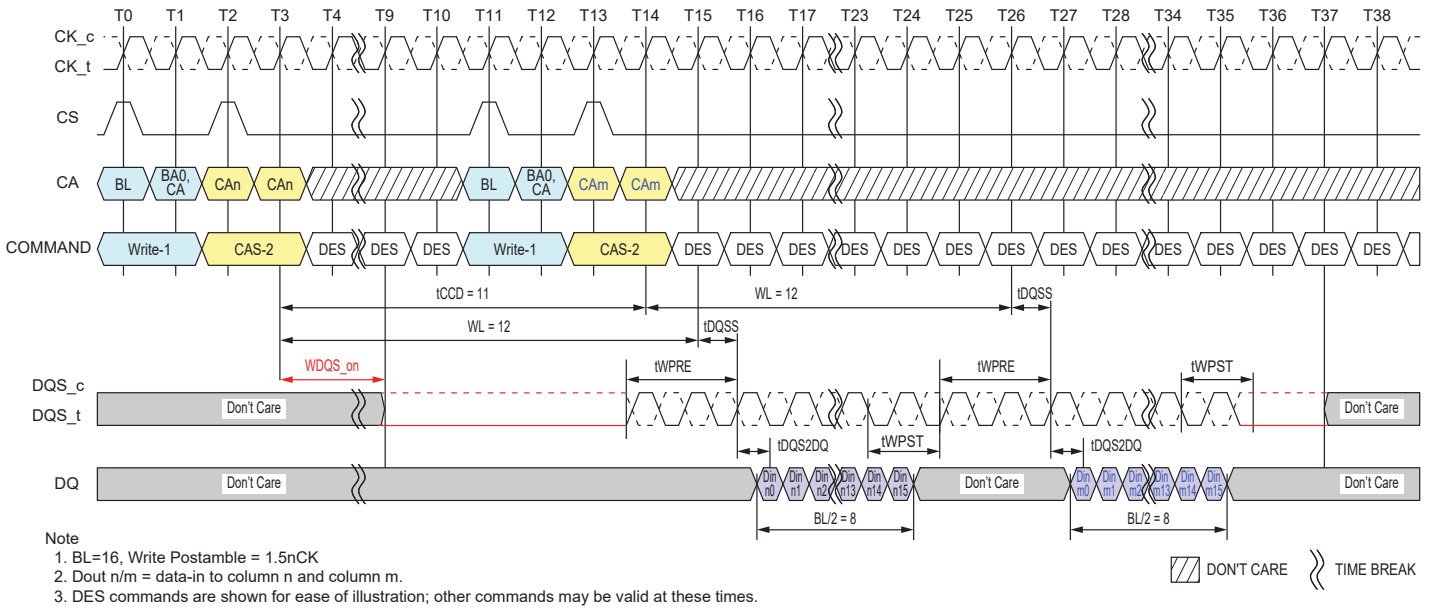 T0 T1 T2 T3 T4 T9 T10 T11 T12 T13 T14 T15 T16 T17 T23 T24 T25 T26 T27 T28 T34 T35 T36 T37 T38
CK_c
CK_t
CS
CA BL BA0, CA CAn CAn BL BA0, CA CAm CAm
COMMAND Write-1 CAS-2 DES DES DES Write-1 CAS-2 DES DES DES DES DES DES DES DES DES DES DES DES DES DES
tCCD = 11 WL = 12 tDQSS
WL = 12 tDQSS
WDQS_on tWPRE tWPRE tWPST
DQS_c
DQS_t Don't Care Don't Care
tDQS2DQ tWPST tDQS2DQ
DQ Don't Care Din n0 Din n1 Din n2 Din n13 Din n14 Din n15 Don't Care Din m0 Din m1 Din m2 Din m13 Din m14 Din m15 Don't Care
BL/2 = 8 BL/2 = 8
Note
1. BL=16, Write Postamble = 1.5nCK
2. Dout n/m = data-in to column n and column m.
3. DES commands are shown for ease of illustration; other commands may be valid at these times.
DON'T CARE TIME BREAK